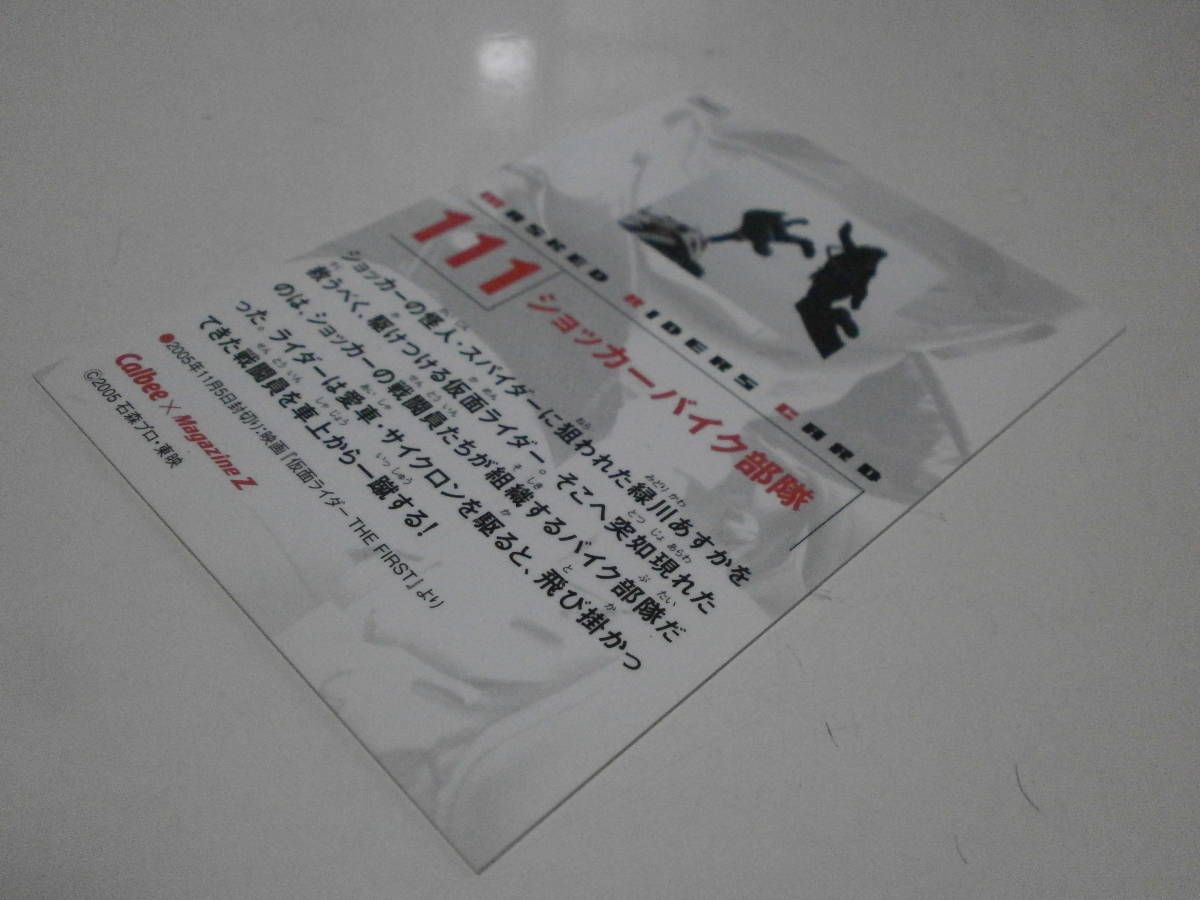 MASKED RIDERS CARD
111 ショッカーバイク部隊
ショッカーの怪人・スパイダーに狙われた緑川あすかを
救うべく、駆けつける仮面ライダー。そこへ突如現れた
のは、ショッカーの戦闘員たちが組織するバイク部隊だ
った。ライダーは愛車・サイクロンを駆ると、飛び掛かっ
てきた戦闘員を車上から一蹴する！
●2005年11月5日封切り：映画『仮面ライダー THE FIRST』より
Calbee × Magazine Z
©2005 石森プロ・東映